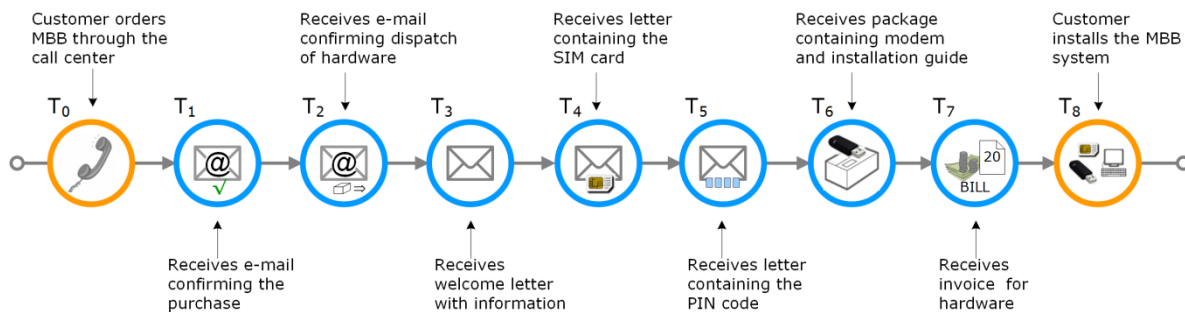 Customer orders
MBB through the
call center
Receives e-mail
confirming dispatch
of hardware
Receives letter
containing the
SIM card
Receives package
containing modem
and installation guide
Customer
installs the MBB
system
T0
T1
T2
T3
T4
T5
T6
T7
T8
@
@
20
BILL
Receives e-mail
confirming the
purchase
Receives
welcome letter
with information
Receives letter
containing the
PIN code
Receives
invoice for
hardware